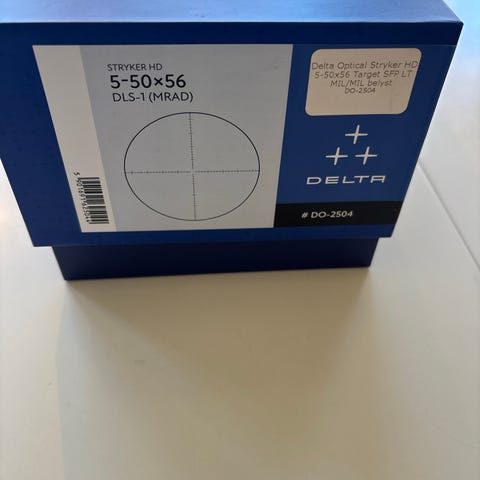 STRYKER HD
5-50×56
DLS-1 (MRAD)
Delta Optical Stryker HD
5-50x56 Target SFP LT
MIL/MIL belyst
DO-2504
DELTA
# DO-2504